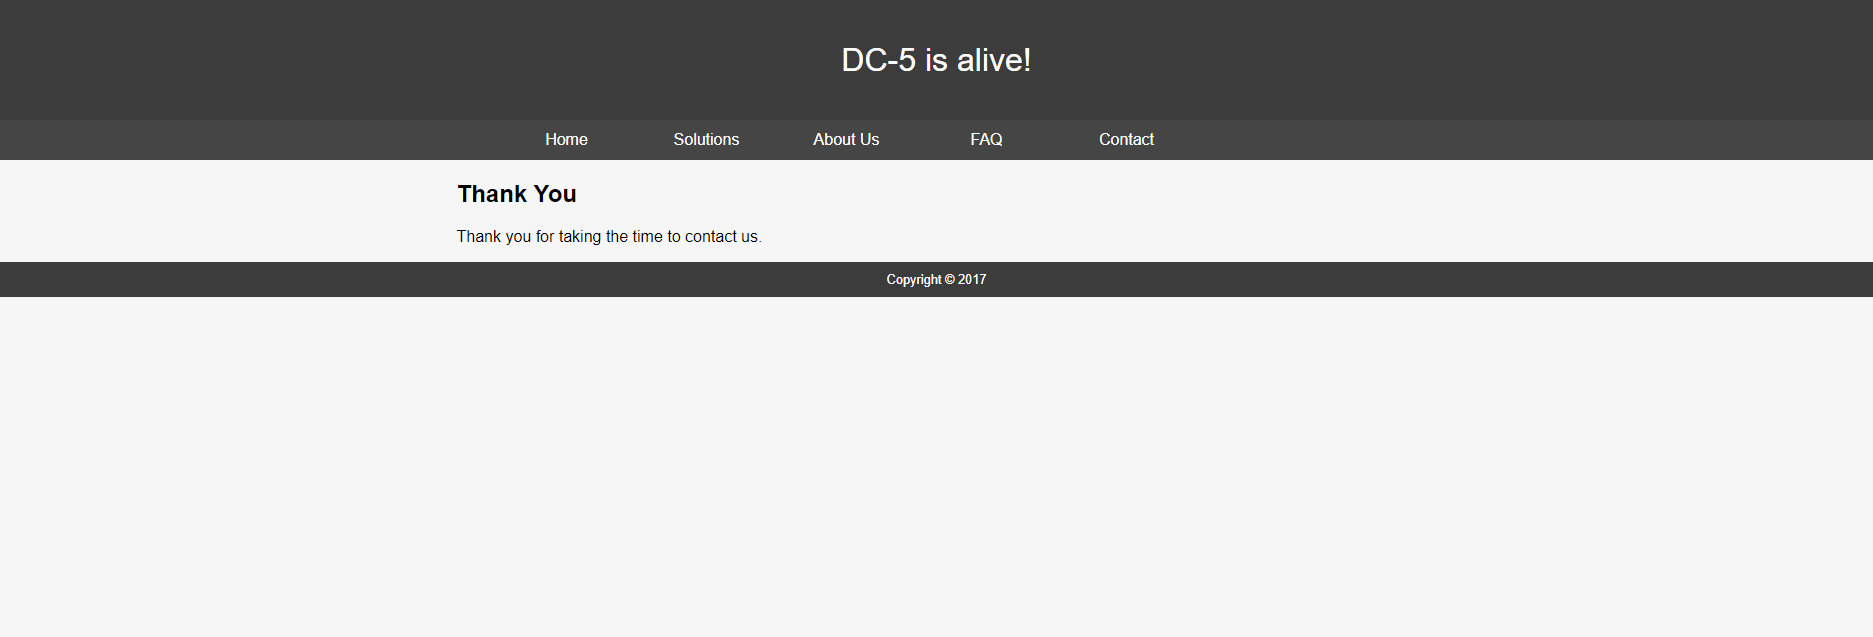 DC-5 is alive!
Home Solutions About Us FAQ Contact
Thank You
Thank you for taking the time to contact us.
Copyright © 2017